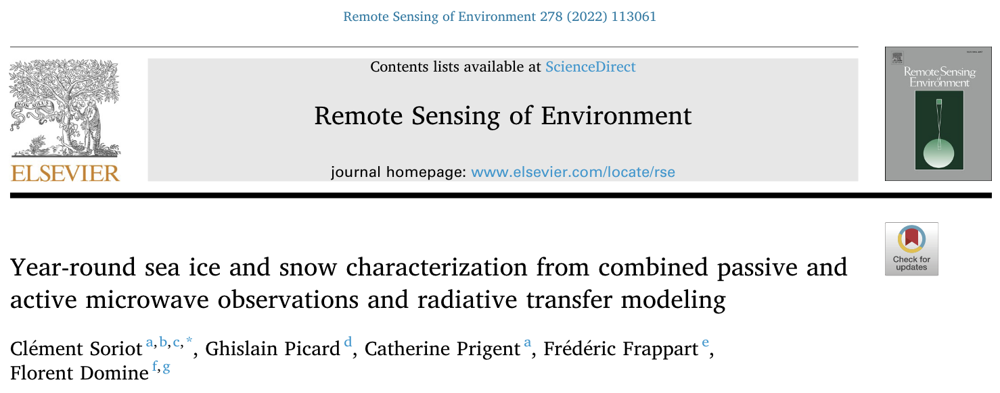 Remote Sensing of Environment 278 (2022) 113061
Contents lists available at ScienceDirect
Remote Sensing of Environment
journal homepage: www.elsevier.com/locate/rse
NON SOLUS
ELSEVIER
Remote Sensing
of
Environment
Check for
updates
Year-round sea ice and snow characterization from combined passive and
active microwave observations and radiative transfer modeling
Clément Soriot a,b,c,*, Ghislain Picard d, Catherine Prigent a, Frédéric Frappart e,
Florent Domine f,g